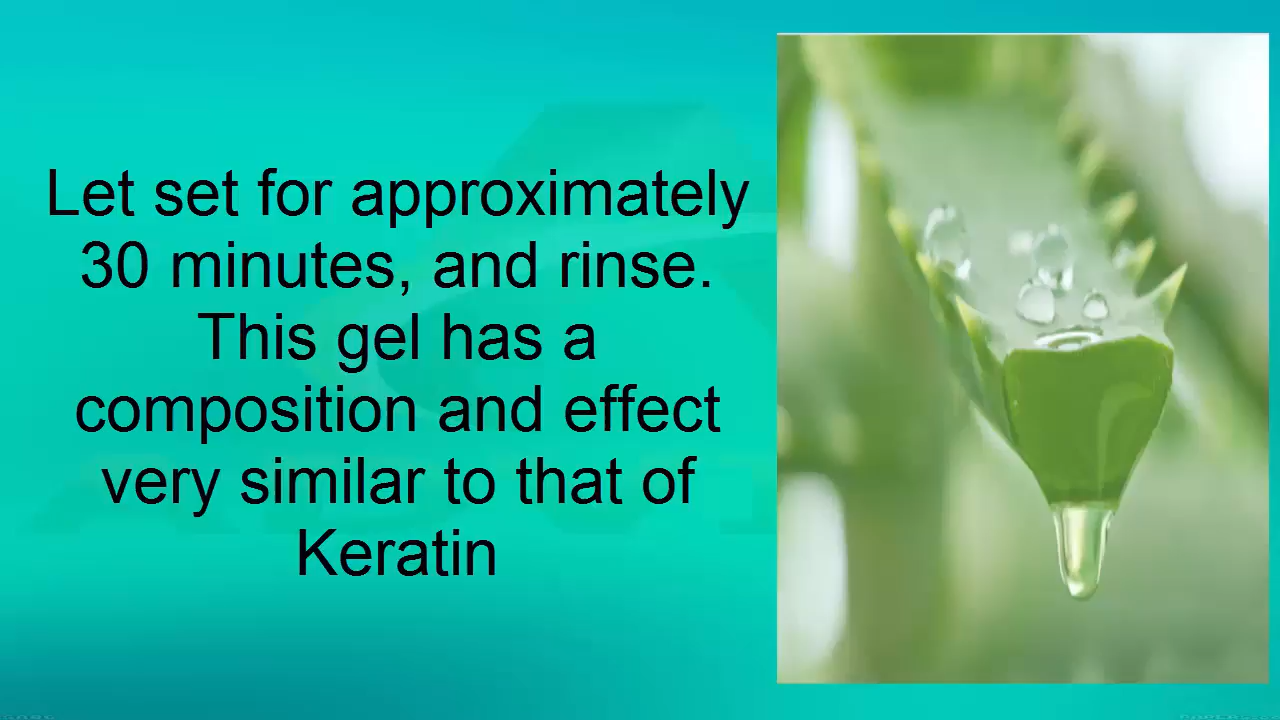 Let set for approximately
30 minutes, and rinse.
This gel has a
composition and effect
very similar to that of
Keratin